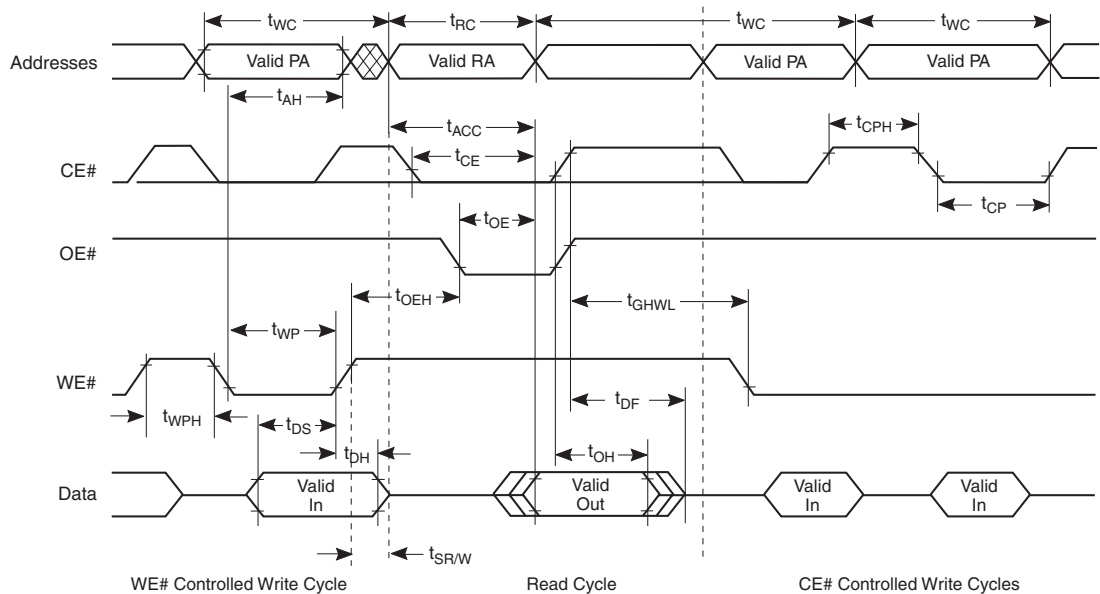 tWC tRC tWC tWC
Addresses Valid PA Valid RA Valid PA Valid PA
tAH
tACC tCPH
CE# tCE
tCP
tOE
OE#
tOEH tGHWL
tWP
WE#
tWPH tDS tDF
tDH tOH
Data Valid In Valid Out Valid In Valid In
tSR/W
WE# Controlled Write Cycle Read Cycle CE# Controlled Write Cycles